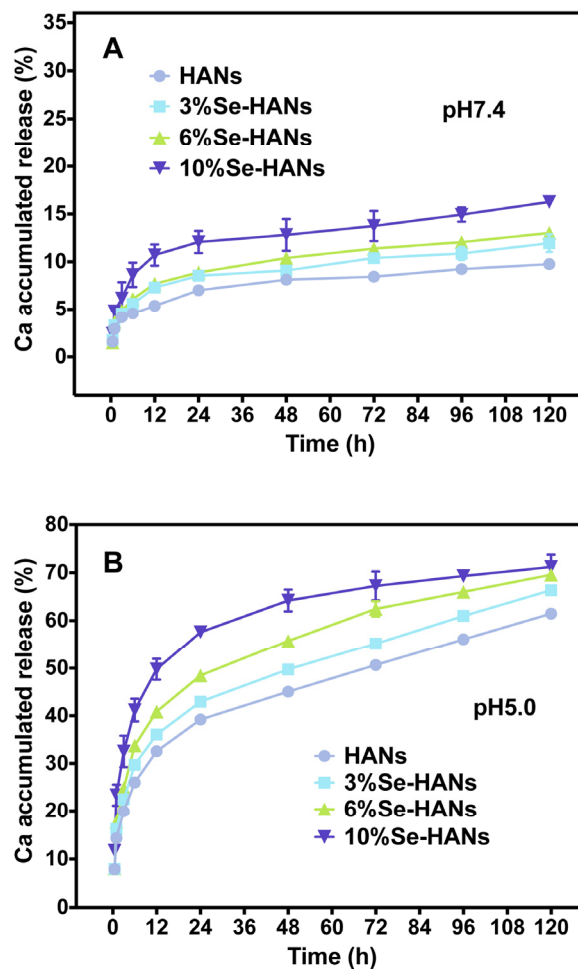 A
HANs
3%Se-HANs
6%Se-HANs
10%Se-HANs
pH7.4
Ca accumulated release (%)
35
30
25
20
15
10
5
0
0 12 24 36 48 60 72 84 96 108 120
Time (h)
B
pH5.0
HANs
3%Se-HANs
6%Se-HANs
10%Se-HANs
Ca accumulated release (%)
80
70
60
50
40
30
20
10
0
0 12 24 36 48 60 72 84 96 108 120
Time (h)